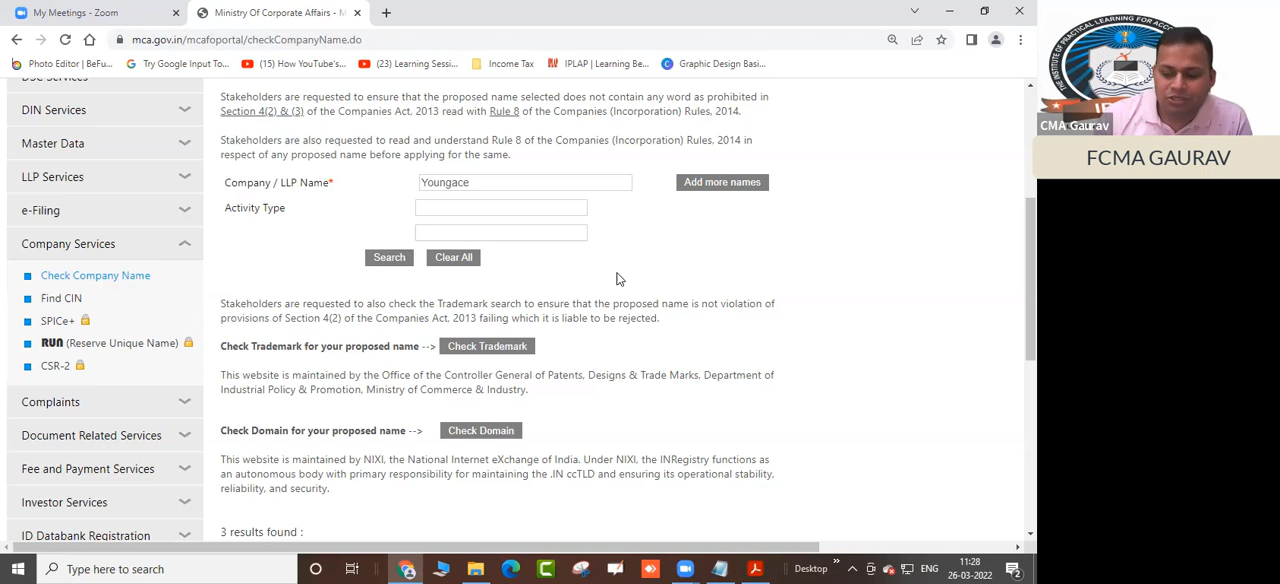 My Meetings - Zoom
Ministry Of Corporate Affairs - M
mca.gov.in/mcafoportal/checkCompanyName.do
Photo Editor | BeFu...
Try Google Input To...
(15) How YouTube's...
(23) Learning Sessi...
Income Tax
IPLAP | Learning Be...
Graphic Design Basi...
DIN Services
Master Data
LLP Services
e-Filing
Company Services
Check Company Name
Find CIN
SPICe+
RUN (Reserve Unique Name)
CSR-2
Complaints
Document Related Services
Fee and Payment Services
Investor Services
ID Databank Registration
Stakeholders are requested to ensure that the proposed name selected does not contain any word as prohibited in
Section 4(2) & (3) of the Companies Act, 2013 read with Rule 8 of the Companies (Incorporation) Rules, 2014.
Stakeholders are also requested to read and understand Rule 8 of the Companies (Incorporation) Rules, 2014 in
respect of any proposed name before applying for the same.
Company / LLP Name* Youngace Add more names
Activity Type
Search Clear All
Stakeholders are requested to also check the Trademark search to ensure that the proposed name is not violation of
provisions of Section 4(2) of the Companies Act, 2013 failing which it is liable to be rejected.
Check Trademark for your proposed name --> Check Trademark
This website is maintained by the Office of the Controller General of Patents, Designs & Trade Marks, Department of
Industrial Policy & Promotion, Ministry of Commerce & Industry.
Check Domain for your proposed name --> Check Domain
This website is maintained by NIXI, the National Internet eXchange of India. Under NIXI, the INRegistry functions as
an autonomous body with primary responsibility for maintaining the .IN ccTLD and ensuring its operational stability,
reliability, and security.
3 results found :
CMA Gaurav
FCMA GAURAV
Type here to search
Desktop
ENG
11:28
26-03-2022
2